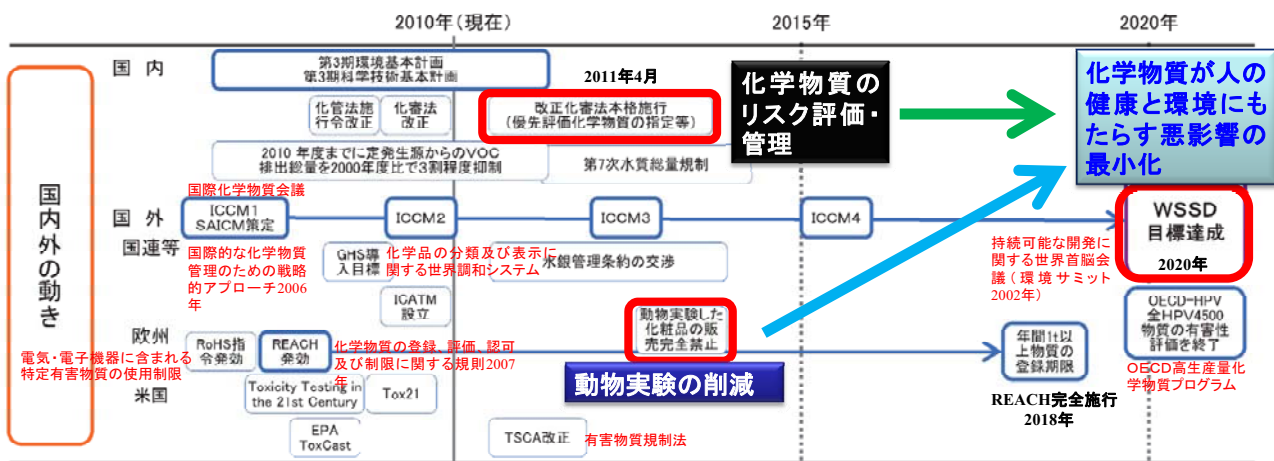 2010年(現在)
2015年
2020年
国内外の動き
国 内
第3期環境基本計画
第3期科学技術基本計画
2011年4月
化管法施
行令改正
化審法
改正
改正化審法本格施行
(優先評価化学物質の指定等)
化学物質の
リスク評価・
管理
化学物質が人の
健康と環境にも
たらす悪影響の
最小化
2010 年度までに定発生源からのVOC
排出総量を2000年度比で3割程度抑制
第7次水質総量規制
国際化学物質会議
国 外
国連等
ICCM1
SAICM策定
ICCM2
ICCM3
ICCM4
WSSD
目標達成
2020年
国際的な化学物質
管理のための戦略
的アプローチ2006
年
GHS導
入目標
化学品の分類及び表示に
関する世界調和システム
水銀管理条約の交渉
持続可能な開発に
関する世界首脳会
議(環境サミット
2002年)
ICATM
設立
動物実験した
化粧品の販
売完全禁止
OECD-HPV
全HPV4500
物質の有害性
評価を終了
OECD高生産量化
学物質プログラム
欧州
RoHS指
令発効
REACH
発効
化学物質の登録、評価、認可
及び制限に関する規則2007
年
年間1t以
上物質の
登録期限
電気・電子機器に含まれる
特定有害物質の使用制限
動物実験の削減
REACH完全施行
2018年
米国
Toxicity Testing in
the 21st Century
Tox21
EPA
ToxCast
TSCA改正
有害物質規制法